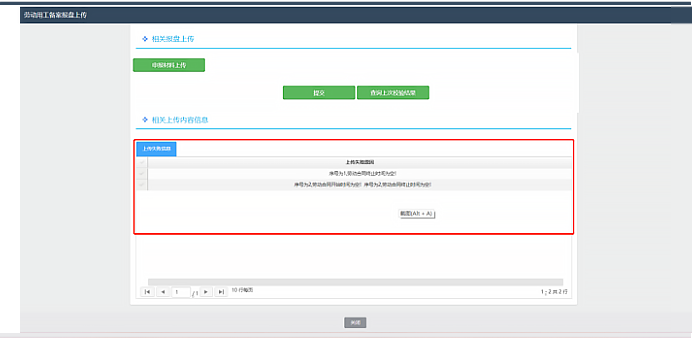 劳动用工备案报盘上传
相关报盘上传
申报材料上传
提交
查询上次校验结果
相关上传内容信息
上传失败信息
上传失败原因
序号为1,劳动合同终止时间为空!
序号为2,劳动合同开始时间为空! 序号为2,劳动合同终止时间为空!
截图(Alt + A)
1 / 1 10 行每页
1 - 2 共 2 行
关闭